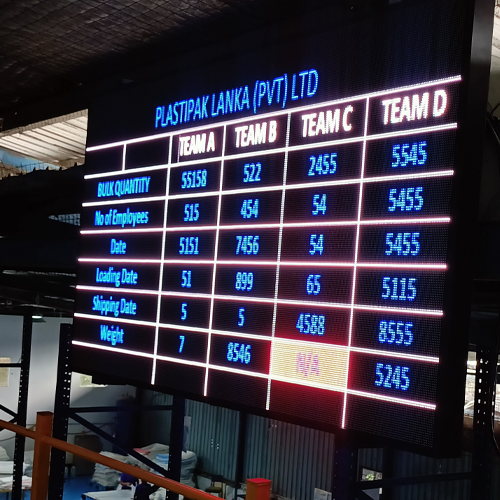 PLASTIPAK LANKA (PVT) LTD
TEAM A TEAM B TEAM C TEAM D
BULK QUANTITY 55158 522 2455 5545
No of Employees 515 454 54 5455
Date 5151 7456 54 5455
Loading Date 51 899 65 5115
Shipping Date 5 5 4588 8555
Weight 7 8546 N/A 5245